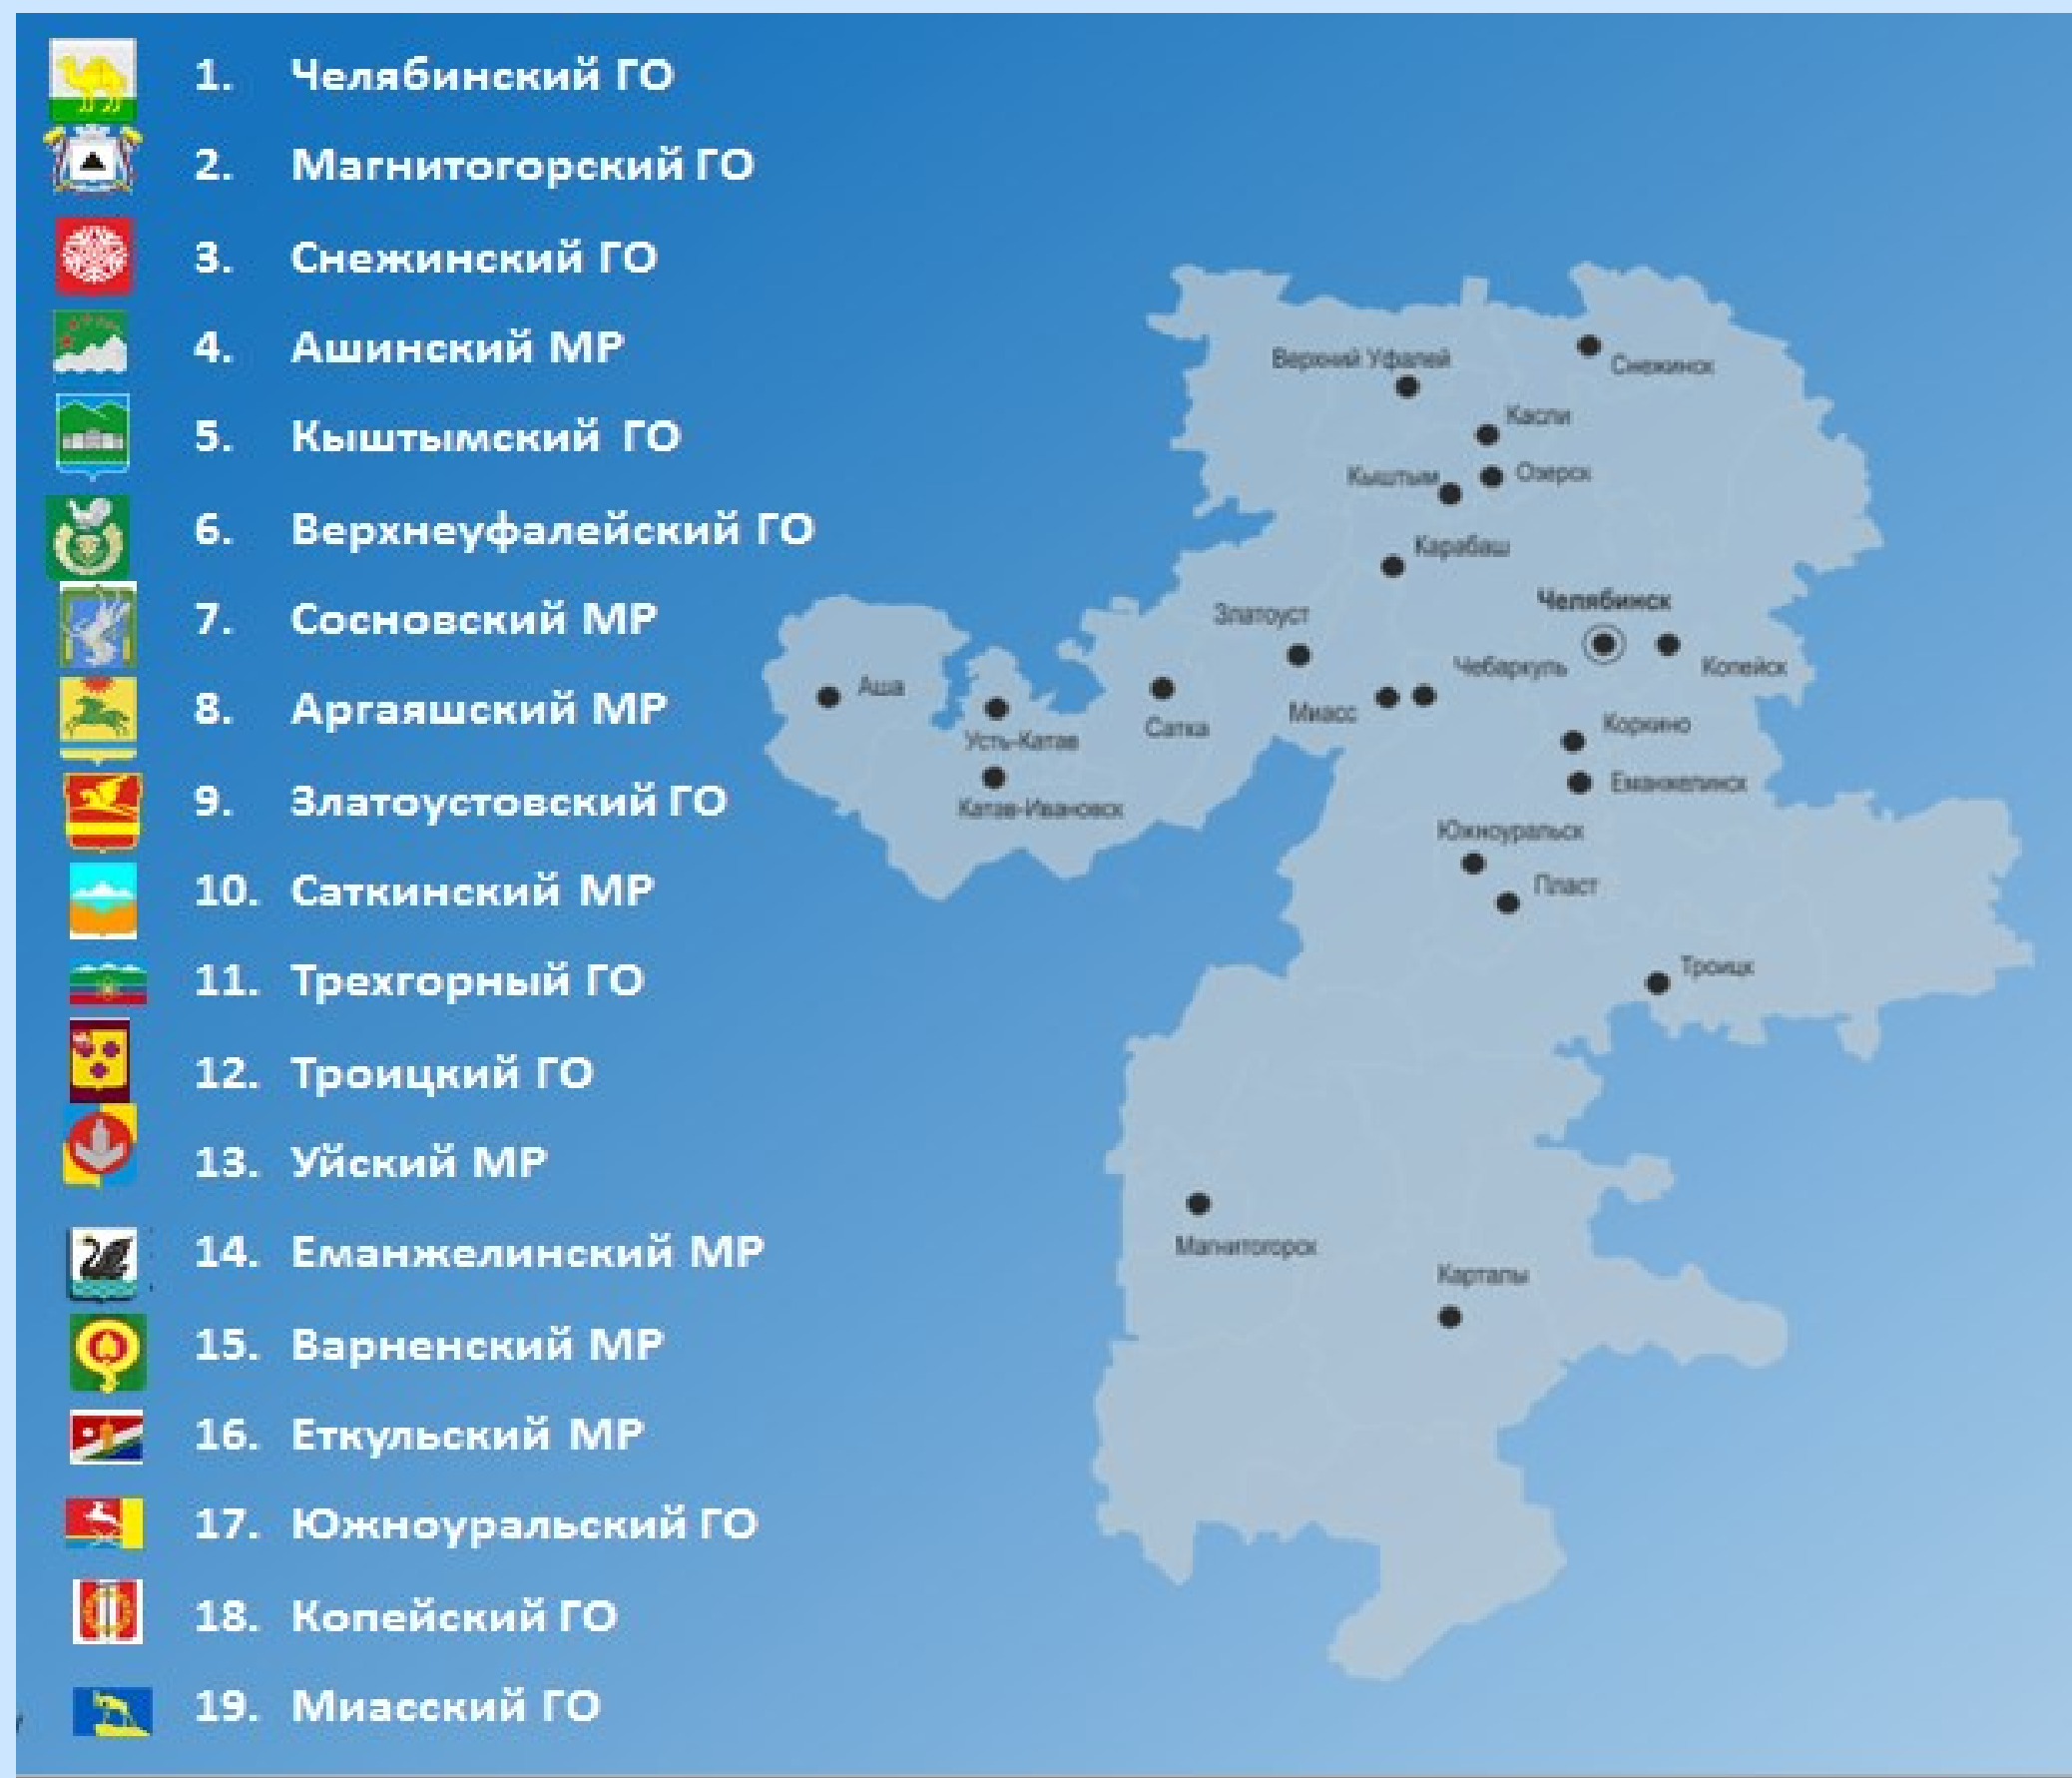 1. Челябинский ГО
2. Магнитогорский ГО
3. Снежинский ГО
4. Ашинский МР
5. Кыштымский ГО
6. Верхнеуфалейский ГО
7. Сосновский МР
8. Аргаяшский МР
9. Златоустовский ГО
10. Саткинский МР
11. Трехгорный ГО
12. Троицкий ГО
13. Уйский МР
14. Еманжелинский МР
15. Варненский МР
16. Еткульский МР
17. Южноуральский ГО
18. Копейский ГО
19. Миасский ГО
Верхний Уфалей
Снежинск
Касли
Кыштым
Озерск
Карабаш
Челябинск
Златоуст
Чебаркуль
Копейск
Аша
Миасс
Сатка
Усть-Катав
Коркино
Еманжелинск
Катав-Ивановск
Южноуральск
Пласт
Троицк
Магнитогорск
Карталы